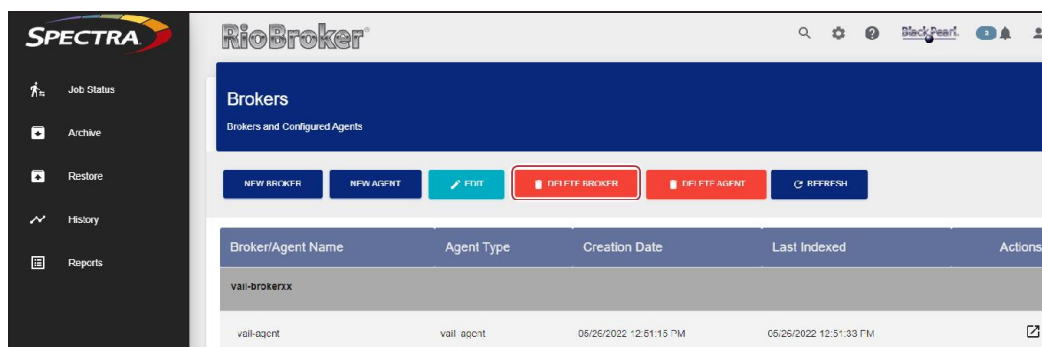 SPECTRA
RioBroker®
BlackPearl.
Job Status
Archive
Restore
History
Reports
Brokers
Brokers and Configured Agents
NEW BROKER
NEW AGENT
EDIT
DELETE BROKER
DELETE AGENT
REFRESH
Broker/Agent Name
Agent Type
Creation Date
Last Indexed
Actions
vail-brokerxx
vail-agent
vail_agent
05/26/2022 12:51:15 PM
05/26/2022 12:51:33 PM